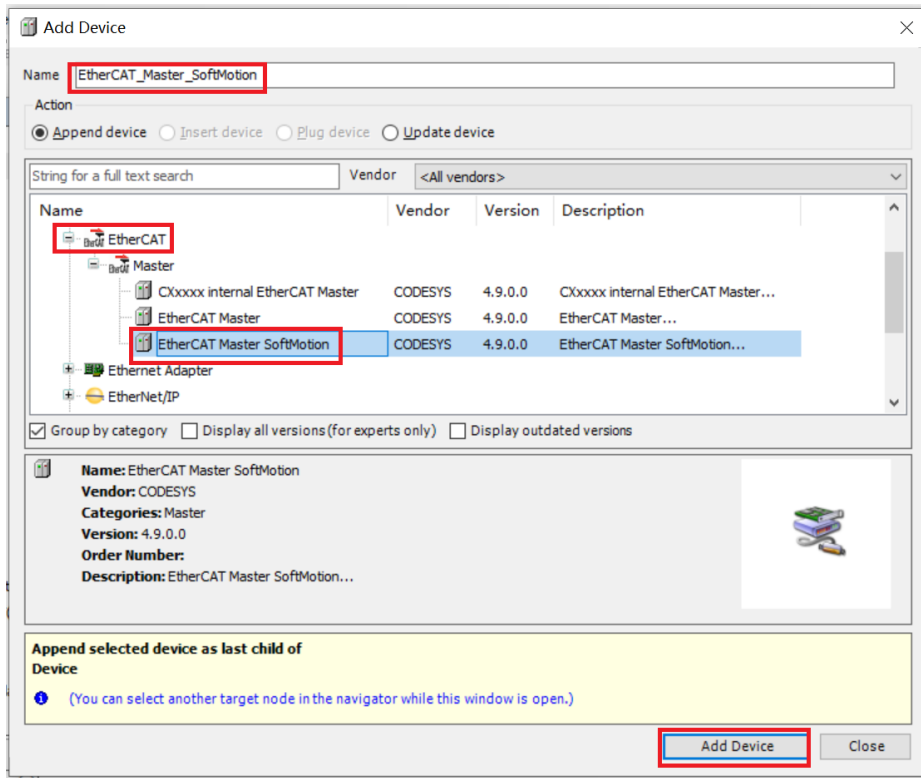 Add Device
Name EtherCAT_Master_SoftMotion
Action
Append device Insert device Plug device Update device
String for a full text search Vendor <All vendors>
Name Vendor Version Description
EtherCAT
Master
CXxxxx internal EtherCAT Master CODESYS 4.9.0.0 CXxxxx internal EtherCAT Master...
EtherCAT Master CODESYS 4.9.0.0 EtherCAT Master...
EtherCAT Master SoftMotion CODESYS 4.9.0.0 EtherCAT Master SoftMotion...
Ethernet Adapter
EtherNet/IP
Group by category Display all versions (for experts only) Display outdated versions
Name: EtherCAT Master SoftMotion
Vendor: CODESYS
Categories: Master
Version: 4.9.0.0
Order Number:
Description: EtherCAT Master SoftMotion...
Append selected device as last child of
Device
(You can select another target node in the navigator while this window is open.)
Add Device Close